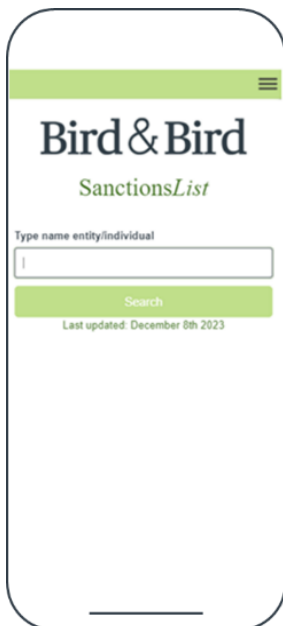 Bird & Bird
SanctionsList
Type name entity/individual
Search
Last updated: December 8th 2023